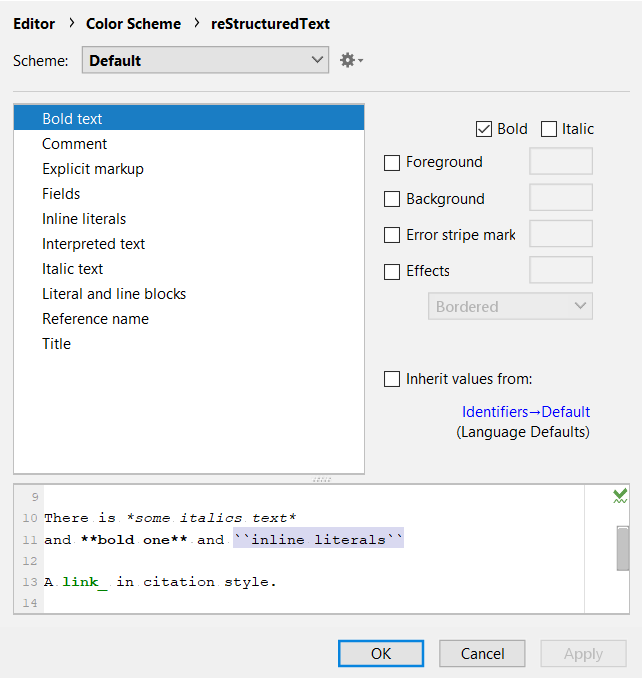 Editor > Color Scheme > reStructuredText
Scheme: Default
Bold text
Comment
Explicit markup
Fields
Inline literals
Interpreted text
Italic text
Literal and line blocks
Reference name
Title
Bold Italic
Foreground
Background
Error stripe mark
Effects
Bordered
Inherit values from:
Identifiers→Default
(Language Defaults)
9
10 There is *some italics text*
11 and **bold one** and ``inline literals``
12
13 A link_ in citation style.
14
OK Cancel Apply